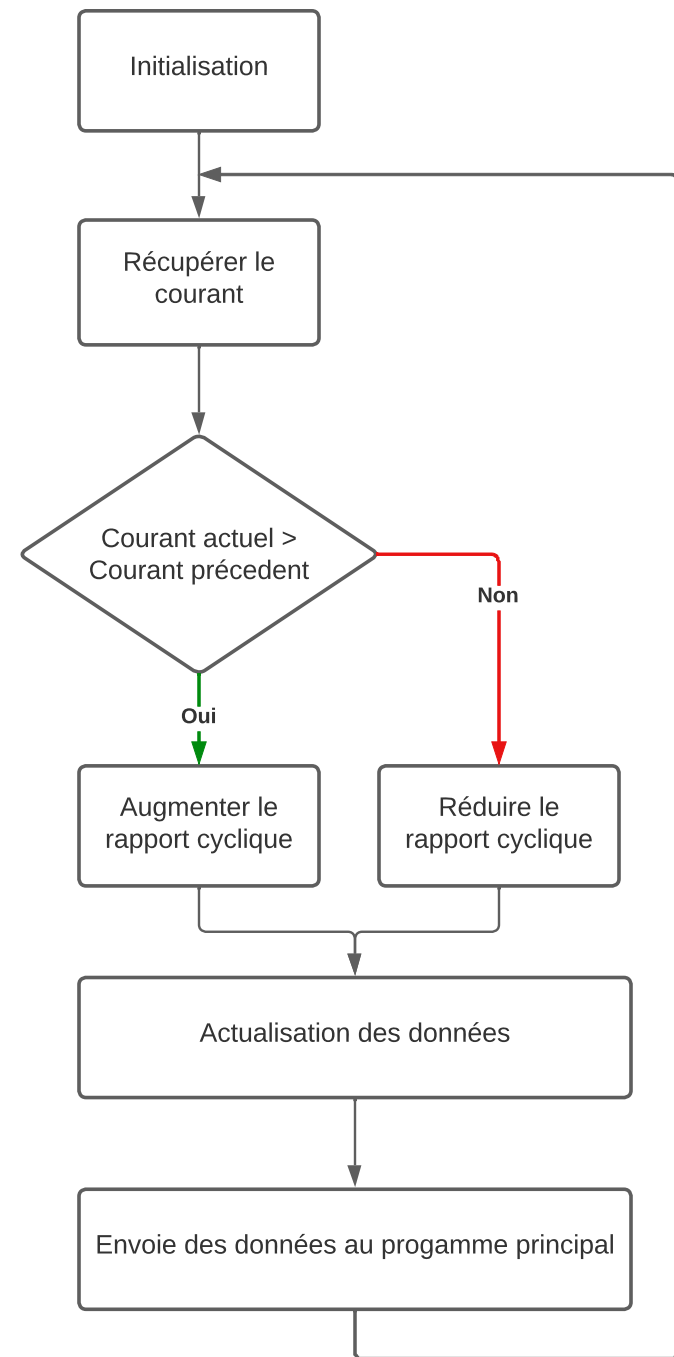 Initialisation
Récupérer le
courant
Courant actuel >
Courant précedent
Non
Oui
Augmenter le
rapport cyclique
Réduire le
rapport cyclique
Actualisation des données
Envoie des données au progamme principal